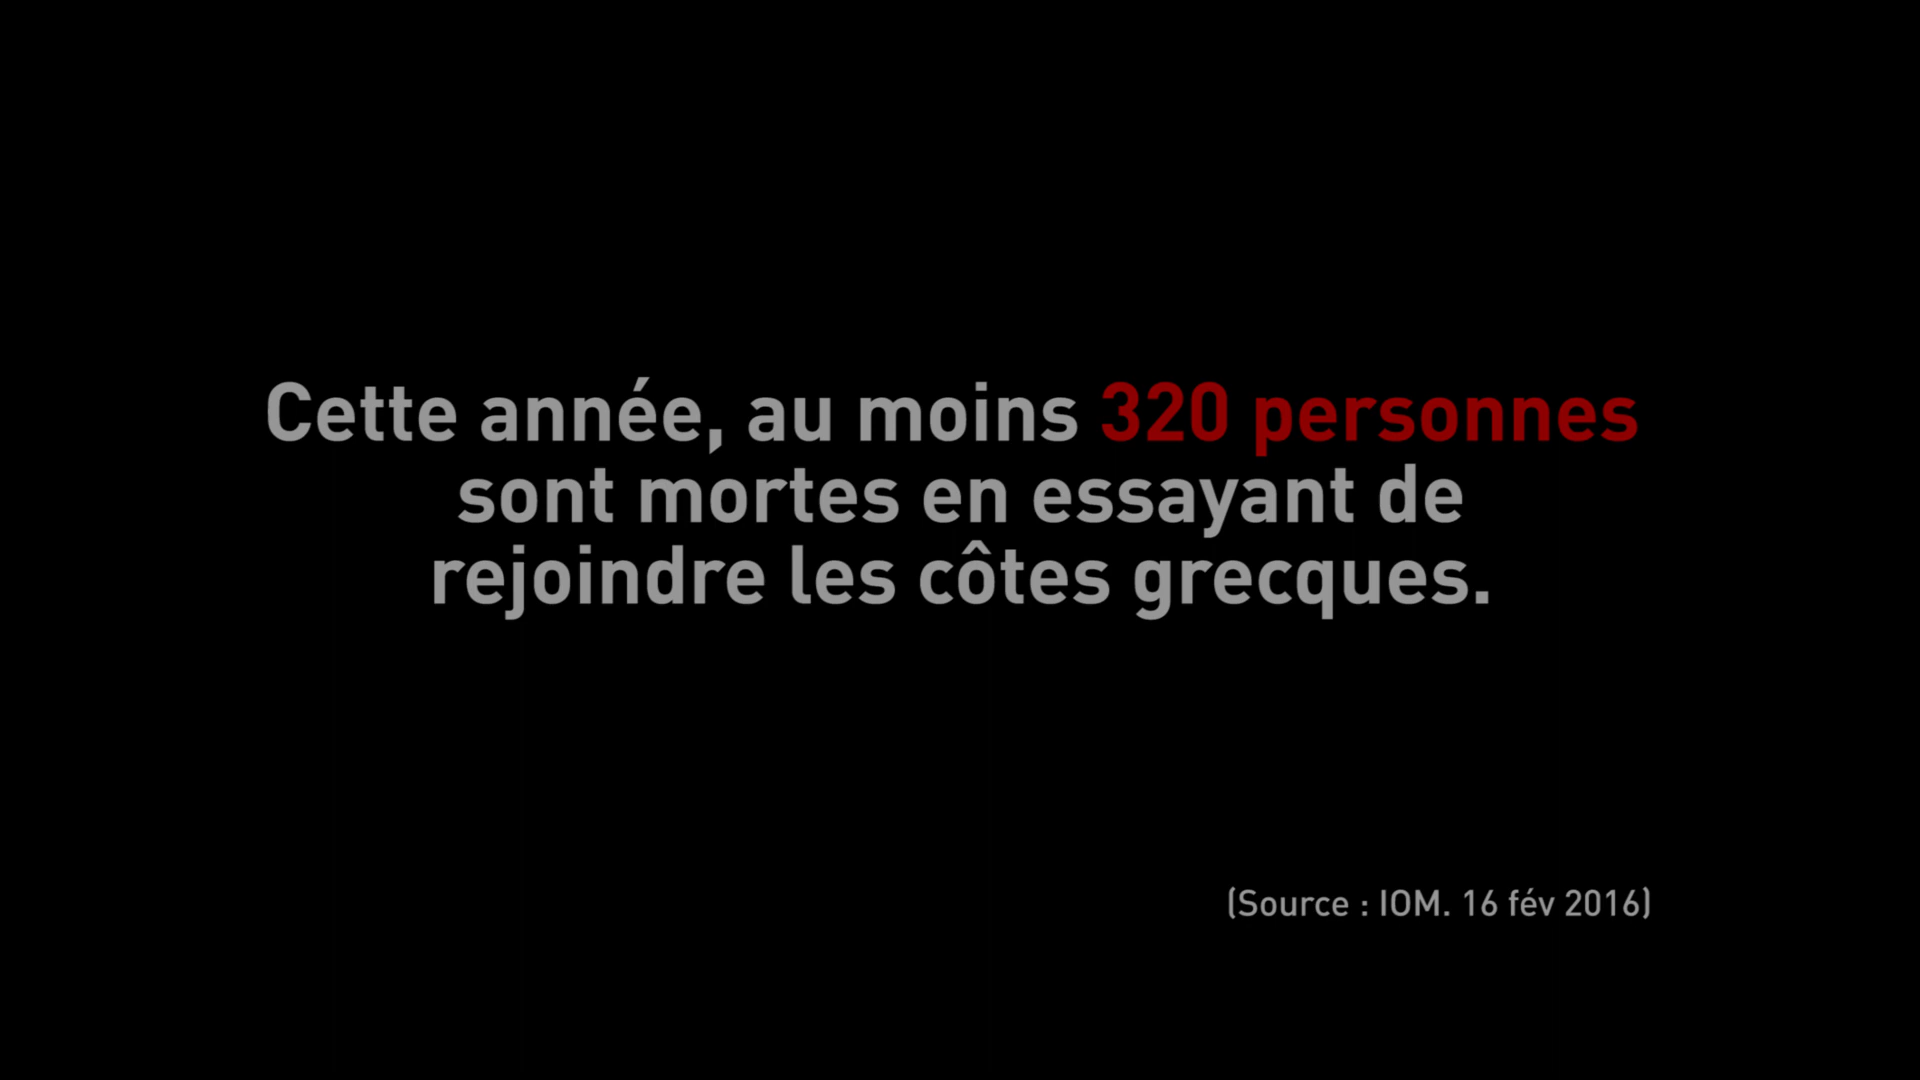 Cette année, au moins 320 personnes
sont mortes en essayant de
rejoindre les côtes grecques.
(Source : IOM. 16 fév 2016)